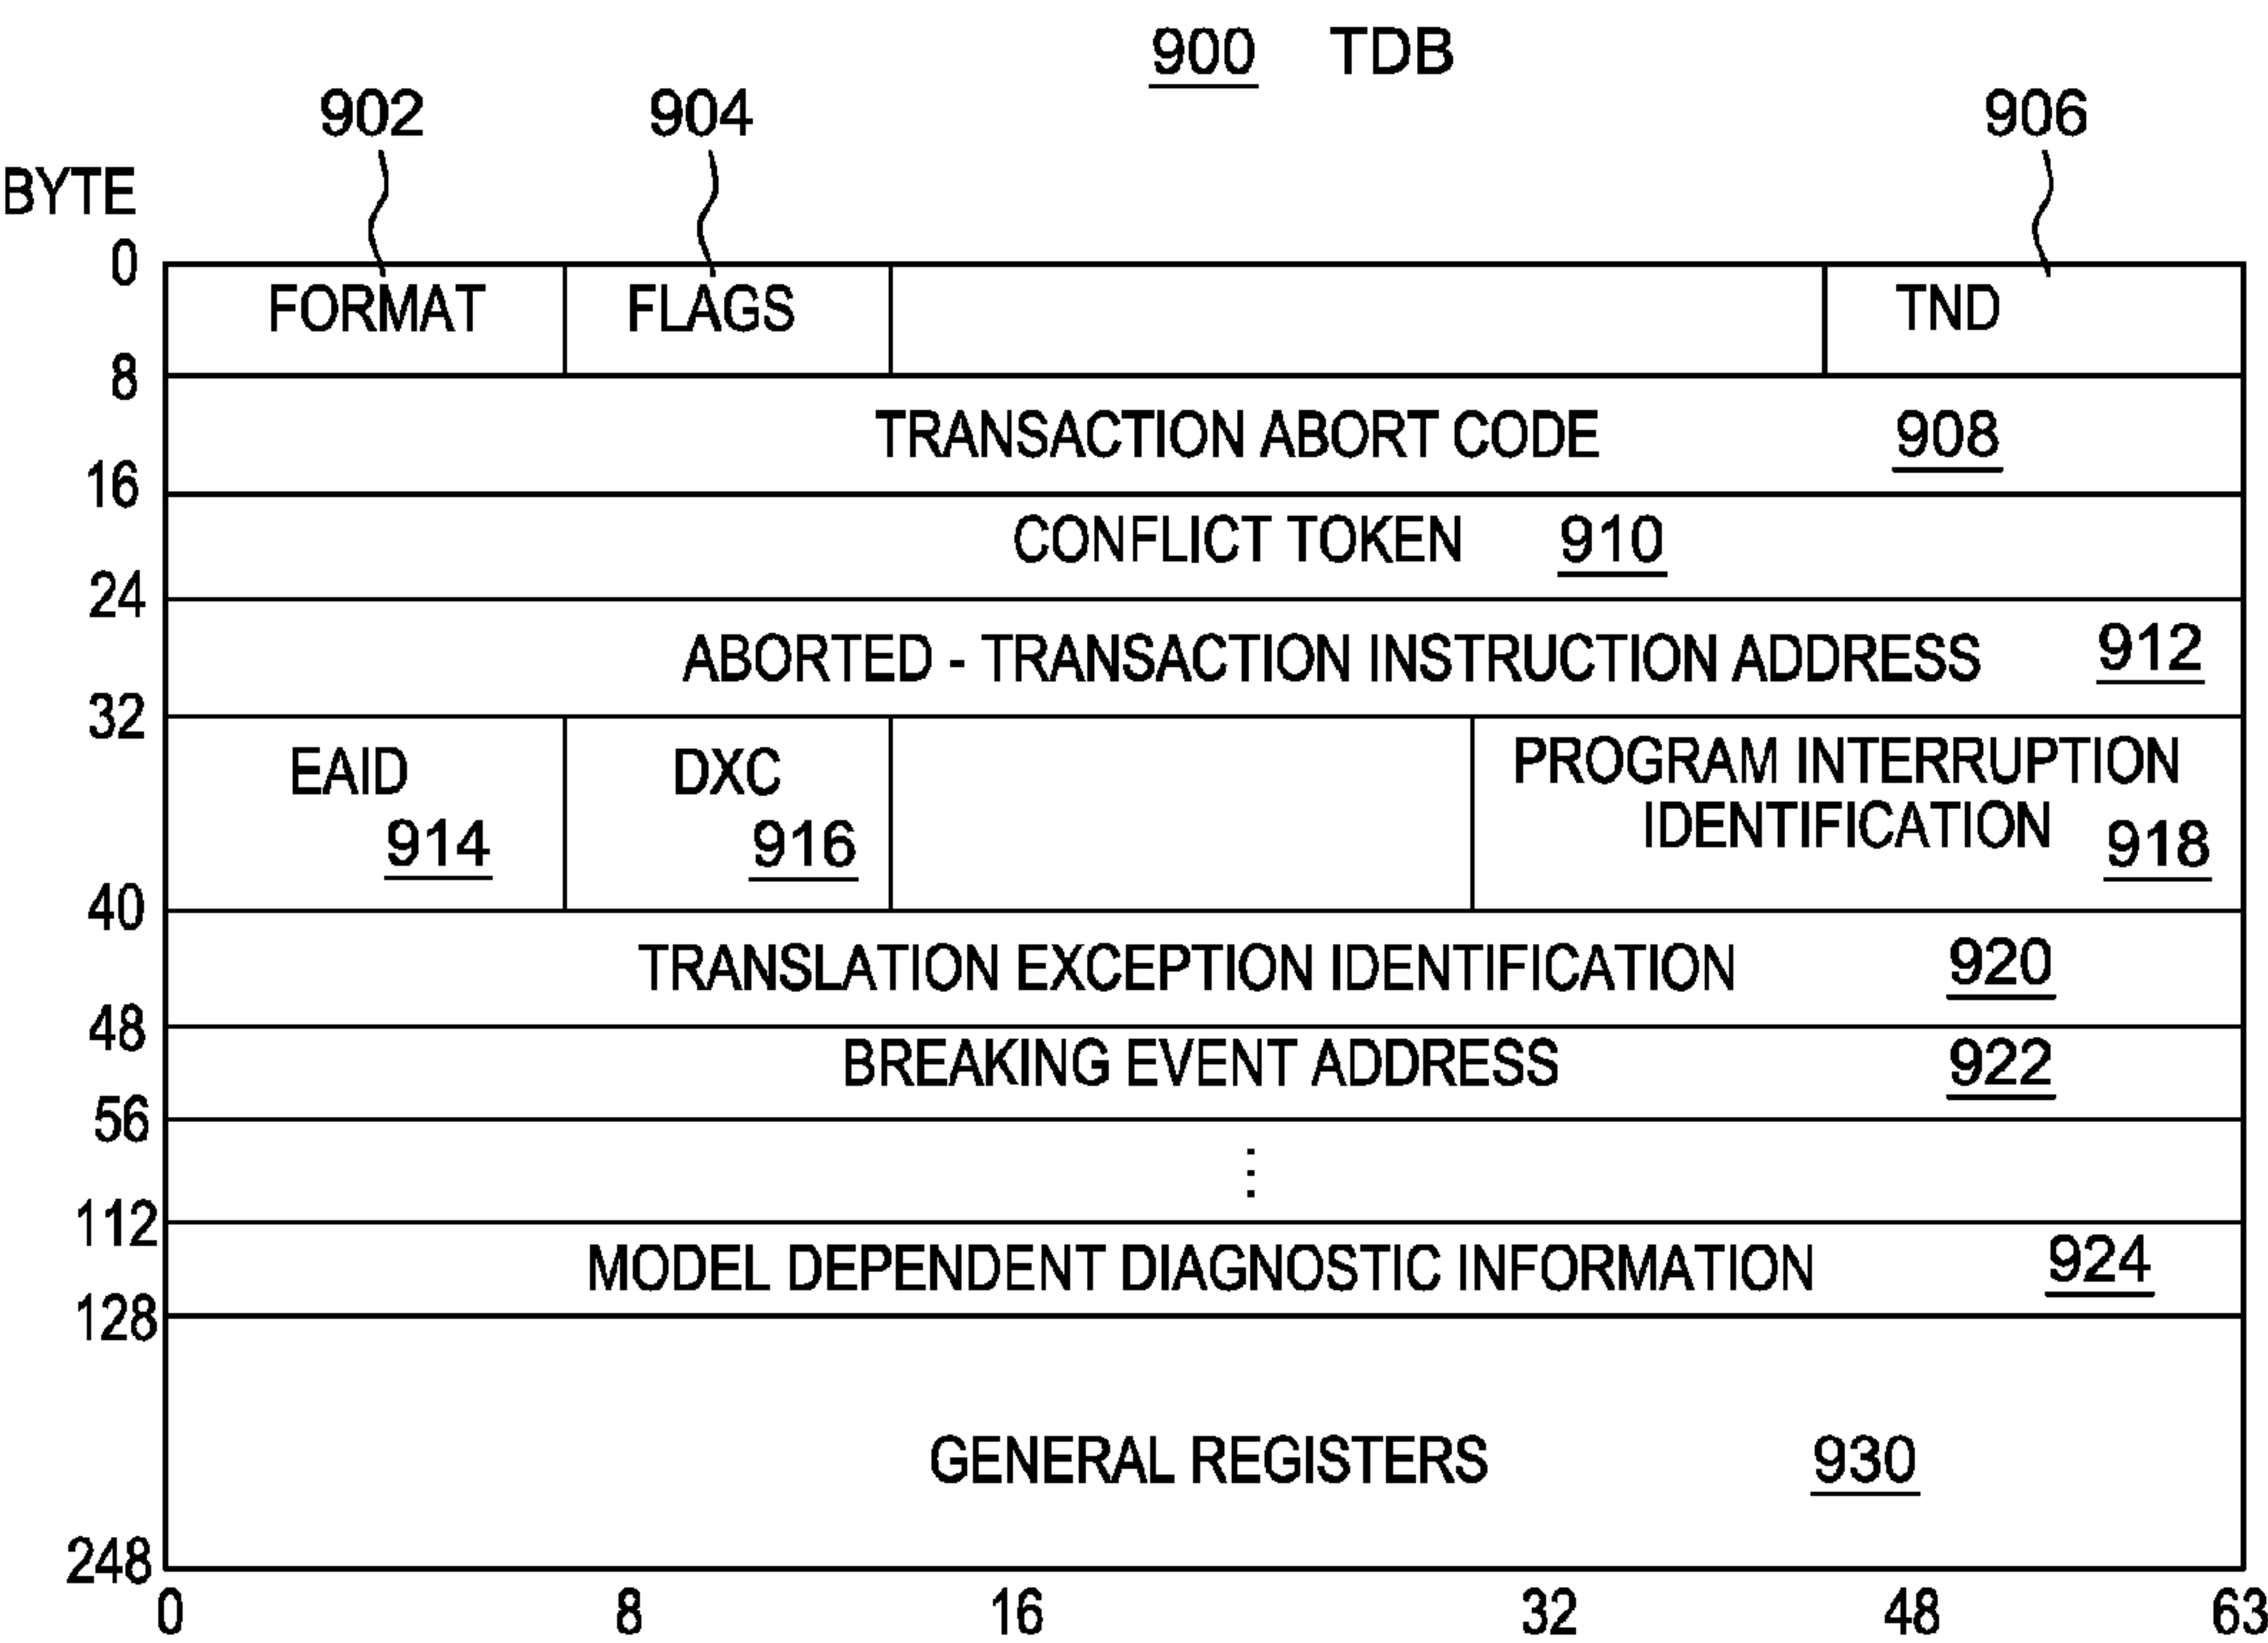 900 TDB
902 904 906
BYTE
0
FORMAT FLAGS TND
8
TRANSACTION ABORT CODE 908
16
CONFLICT TOKEN 910
24
ABORTED - TRANSACTION INSTRUCTION ADDRESS 912
32
EAID DXC PROGRAM INTERRUPTION
914 916 IDENTIFICATION 918
40
TRANSLATION EXCEPTION IDENTIFICATION 920
48
BREAKING EVENT ADDRESS 922
56
⋮
112
MODEL DEPENDENT DIAGNOSTIC INFORMATION 924
128
GENERAL REGISTERS 930
248
0 8 16 32 48 63